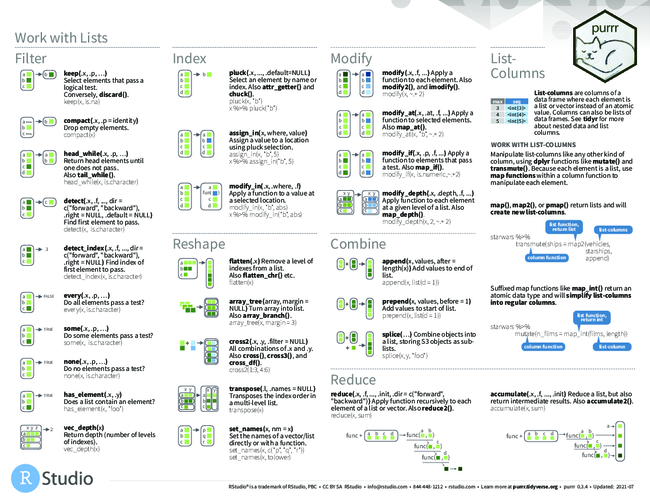 Work with Lists
Filter
keep(.x, .p, …)
Select elements that pass a
logical test.
Conversely, discard().
keep(x, is.na)
compact(.x, .p = identity)
Drop empty elements.
compact(x)
head_while(.x, .p, …)
Return head elements until
one does not pass.
Also tail_while().
head_while(x, is.character)
detect(.x, .f, …, dir =
c("forward", "backward"),
.right = NULL, .default = NULL)
Find first element to pass.
detect(x, is.character)
detect_index(.x, .f, …, dir =
c("forward", "backward"),
.right = NULL) Find index of
first element to pass.
detect_index(x, is.character)
every(.x, .p, …)
Do all elements pass a test?
every(x, is.character)
some(.x, .p, …)
Do some elements pass a test?
some(x, is.character)
none(.x, .p, …)
Do no elements pass a test?
none(x, is.character)
has_element(.x, .y)
Does a list contain an element?
has_element(x, "foo")
vec_depth(x)
Return depth (number of levels
of indexes).
vec_depth(x)
Index
pluck(.x, …, .default=NULL)
Select an element by name or
index. Also attr_getter() and
chuck().
pluck(x, "b")
x %>% pluck("b")
assign_in(x, where, value)
Assign a value to a location
using pluck selection.
assign_in(x, "b", 5)
x %>% assign_in("b", 5)
modify_in(.x, .where, .f)
Apply a function to a value at
a selected location.
modify_in(x, "b", abs)
x %>% modify_in("b", abs)
Reshape
flatten(.x) Remove a level of
indexes from a list.
Also flatten_chr() etc.
flatten(x)
array_tree(array, margin =
NULL) Turn array into list.
Also array_branch().
array_tree(x, margin = 3)
cross2(.x, .y, .filter = NULL)
All combinations of .x and .y.
Also cross(), cross3(), and
cross_df().
cross2(1:3, 4:6)
transpose(.l, .names = NULL)
Transposes the index order
in a multi-level list.
transpose(x)
set_names(x, nm = x)
Set the names of a vector/list
directly or with a function.
set_names(x, c("p", "q", "r"))
set_names(x, tolower)
Modify
modify(.x, .f, …) Apply a
function to each element. Also
modify2(), and imodify().
modify(x, ~.+ 2)
modify_at(.x, .at, .f, …) Apply a
function to selected elements.
Also map_at().
modify_at(x, "b", ~.+ 2)
modify_if(.x, .p, .f, …) Apply a
function to elements that pass
a test. Also map_if().
modify_if(x, is.numeric,~.+2)
modify_depth(.x, .depth, .f, …)
Apply function to each element
at a given level of a list. Also
map_depth().
modify_depth(x, 2, ~.+ 2)
Combine
append(x, values, after =
length(x)) Add values to end of
list.
append(x, list(d = 1))
prepend(x, values, before = 1)
Add values to start of list.
prepend(x, list(d = 1))
splice(…) Combine objects into
a list, storing S3 objects as sub-
lists.
splice(x, y, "foo")
List-
Columns
purrr
max seq
3 <int [3]>
4 <int [4]>
5 <int [5]>
List-columns are columns of a
data frame where each element is
a list or vector instead of an atomic
value. Columns can also be lists
of data frames. See tidyr for more
about nested data and list
columns.
WORK WITH LIST-COLUMNS
Manipulate list-columns like any other kind of
column, using dplyr functions like mutate() and
transmute(). Because each element is a list, use
map functions within a column function to
manipulate each element.
map(), map2(), or pmap() return lists and will
create new list-columns.
list function,
return list
list-columns
starwars %>%
transmute(ships = map2(vehicles,
starships,
append)
column function
Suffixed map functions like map_int() return an
atomic data type and will simplify list-columns
into regular columns.
list function,
return int
starwars %>%
mutate(n_films = map_int(films, length))
column function
list-column
Reduce
reduce(.x, .f, …, .init, .dir = c("forward",
"backward")) Apply function recursively to each
element of a list or vector. Also reduce2().
reduce(x, sum)
accumulate(.x, .f, …, .init) Reduce a list, but also
return intermediate results. Also accumulate2().
accumulate(x, sum)
R Studio
RStudio® is a trademark of RStudio, PBC • CC BY SA RStudio • info@rstudio.com • 844-448-1212 • rstudio.com • Learn more at purrr.tidyverse.org • purrr 0.3.4 • Updated: 2021-07